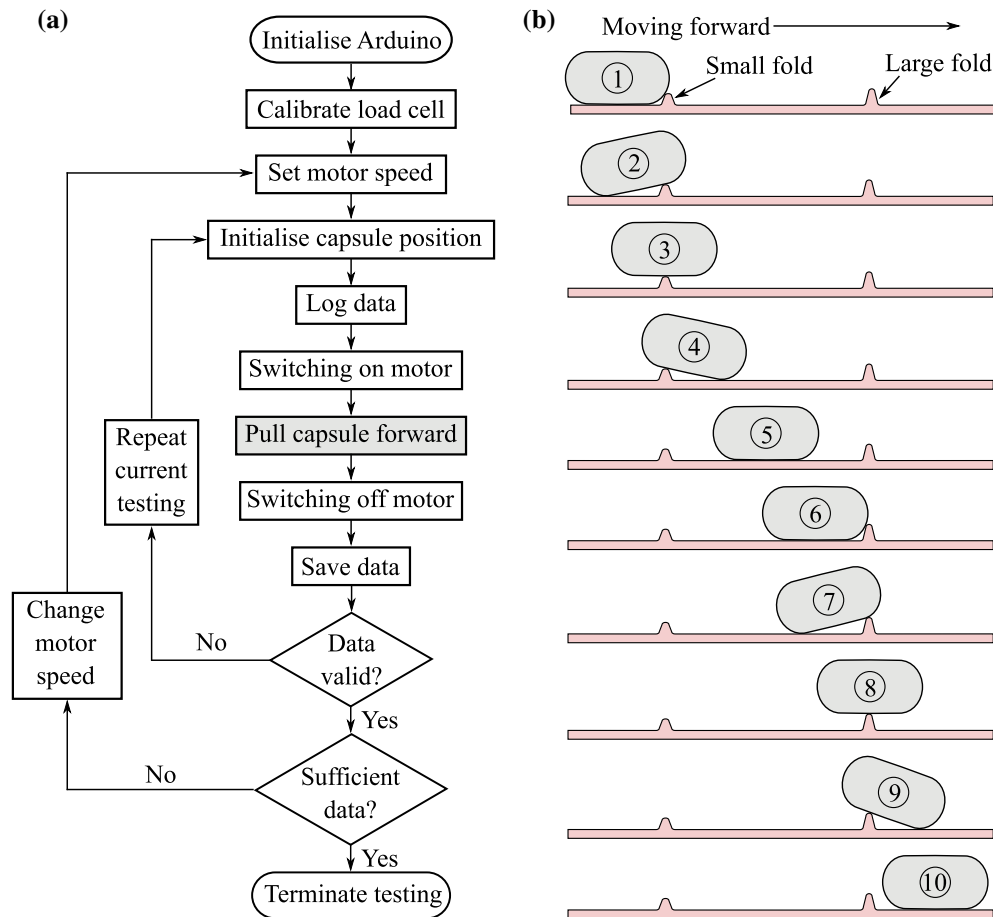 (a)
Initialise Arduino
Calibrate load cell
Set motor speed
Initialise capsule position
Log data
Switching on motor
Pull capsule forward
Repeat
current
testing
Switching off motor
Save data
Change
motor
speed
No
Data
valid?
Yes
No
Sufficient
data?
Yes
Terminate testing
(b)
Moving forward
Small fold
Large fold
1
2
3
4
5
6
7
8
9
10